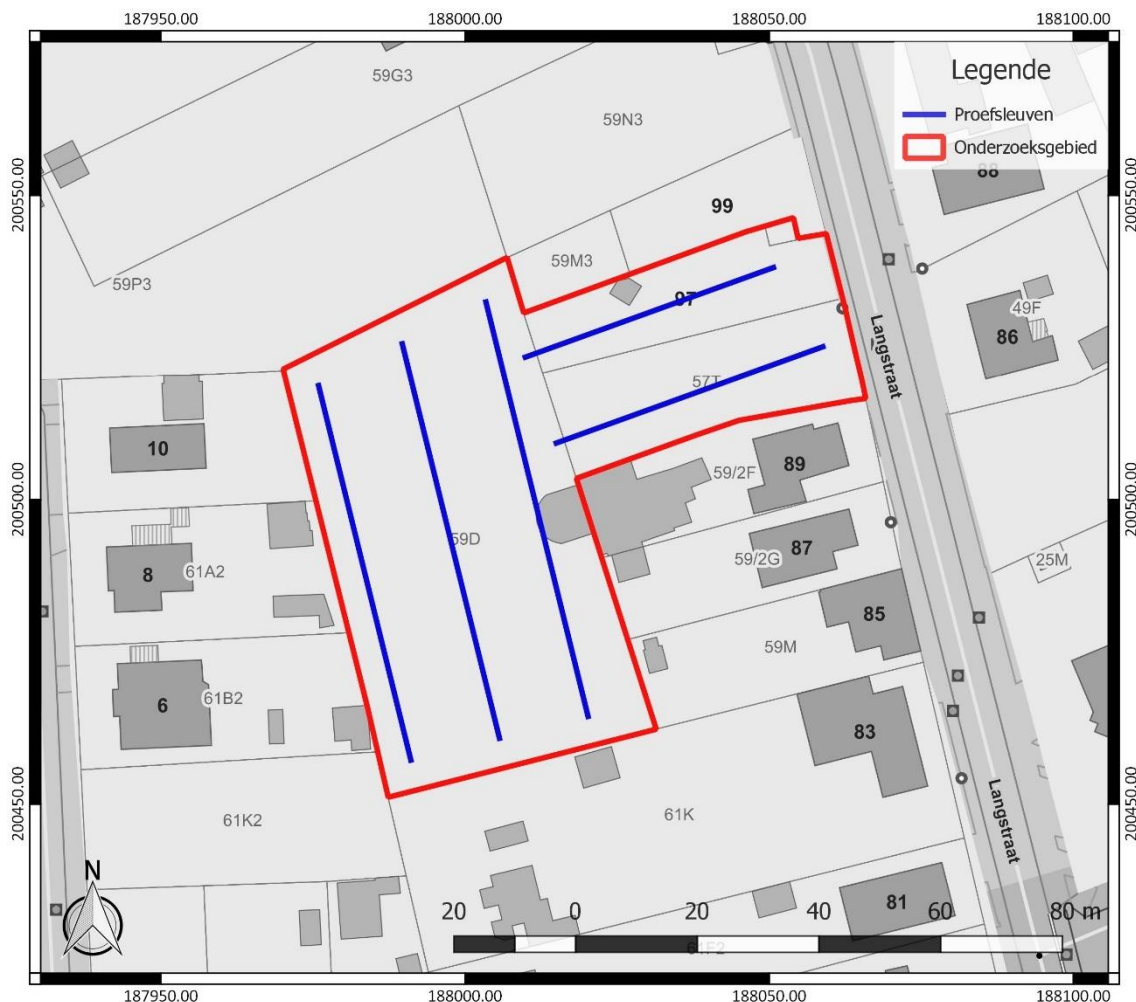 187950.00
188000.00
188050.00
188100.00
Legende
Proefsleuven
Onderzoeksgebied
59G3
59N3
88
200550.00
200550.00
99
59M3
59P3
97
49F
86
Langstraat
57T
10
89
59/2F
200500.00
200500.00
59D
87
59/2G
25M
8
61A2
85
59M
6
61B2
83
200450.00
200450.00
61K2
61K
Langstraat
N
81
20
0
20
40
60
80 m
61F2
187950.00
188000.00
188050.00
188100.00